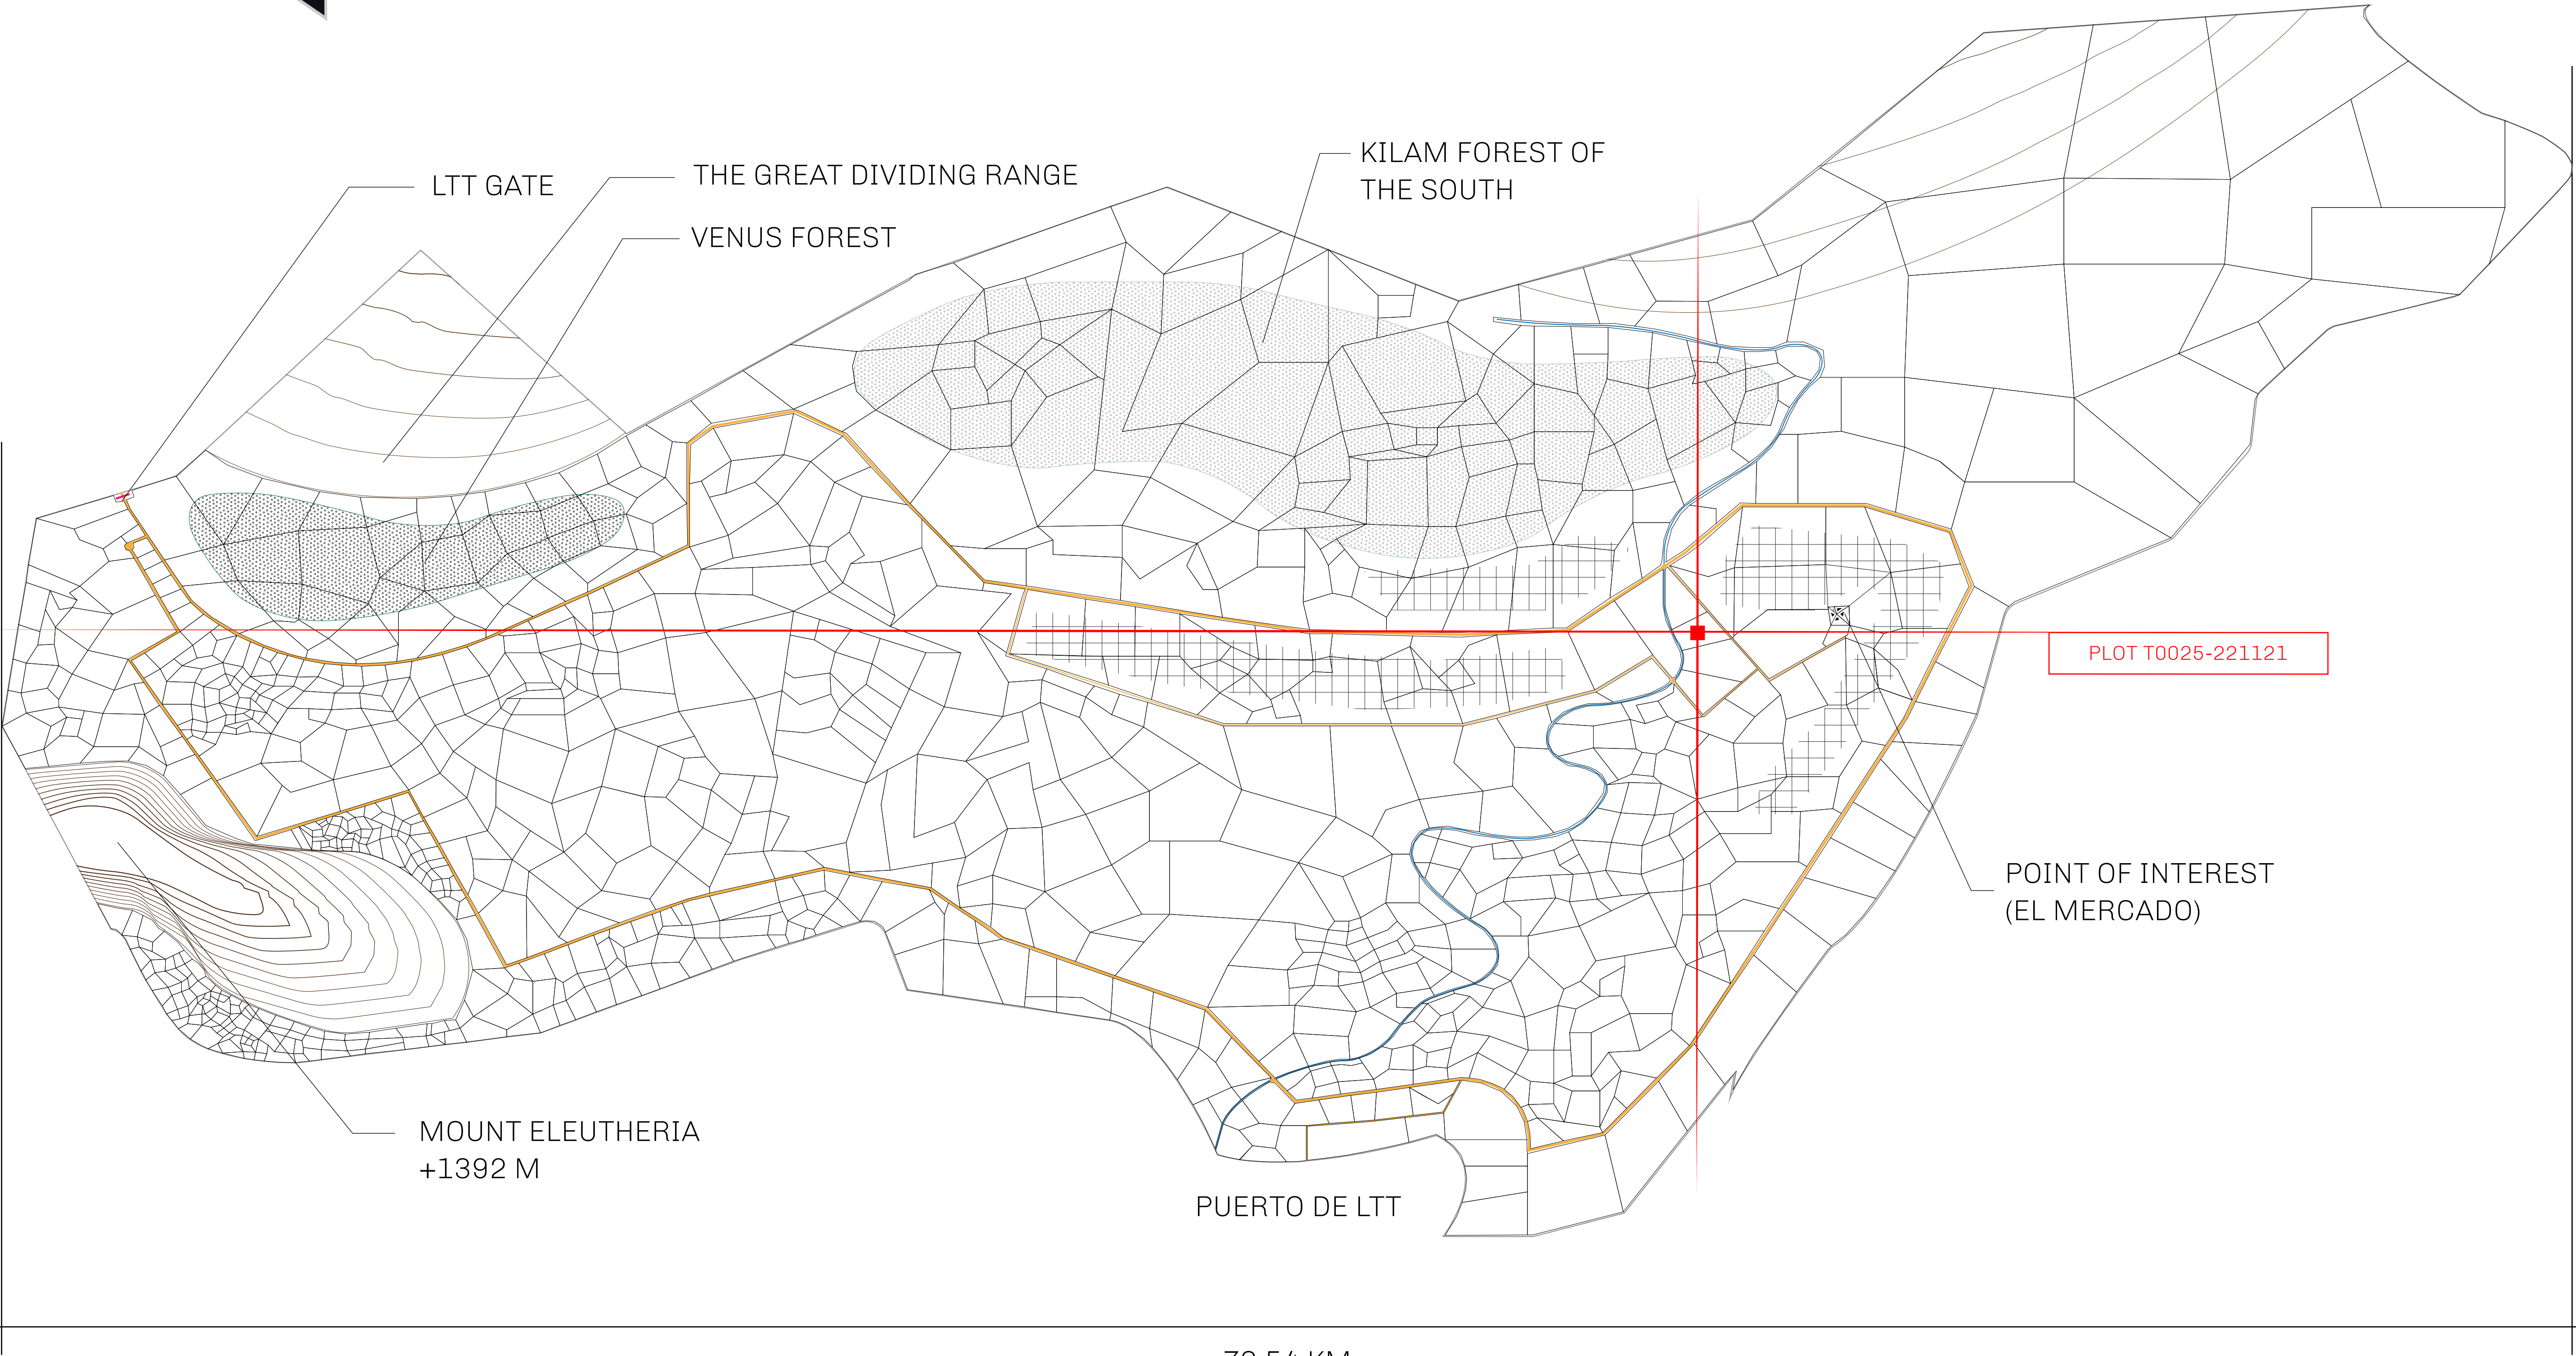 KILAM FOREST OF
THE SOUTH
LTT GATE
THE GREAT DIVIDING RANGE
VENUS FOREST
PLOT T0025-221121
POINT OF INTEREST
(EL MERCADO)
MOUNT ELEUTHERIA
+1392 M
PUERTO DE LTT
KM